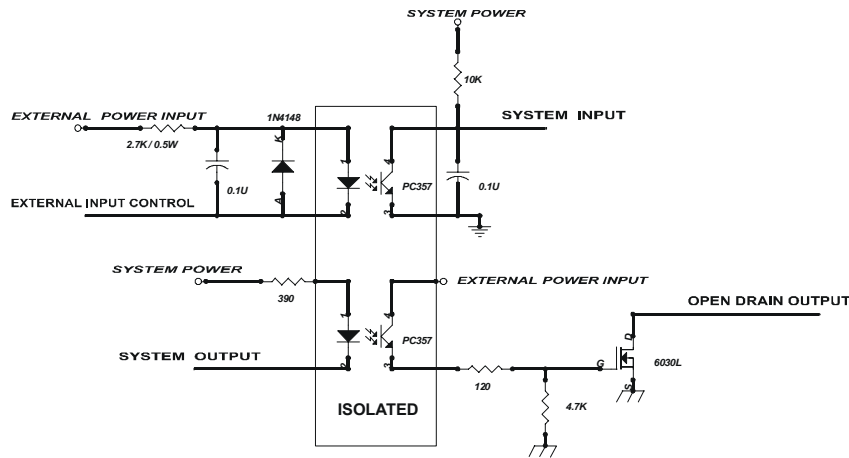 SYSTEM POWER
10K
EXTERNAL POWER INPUT
1N4148
SYSTEM INPUT
2.7K / 0.5W
K
1
4
0.1U
PC357
0.1U
A
2
3
EXTERNAL INPUT CONTROL
SYSTEM POWER
EXTERNAL POWER INPUT
390
OPEN DRAIN OUTPUT
1
4
PC357
D
6030L
G
S
SYSTEM OUTPUT
2
3
120
4.7K
ISOLATED